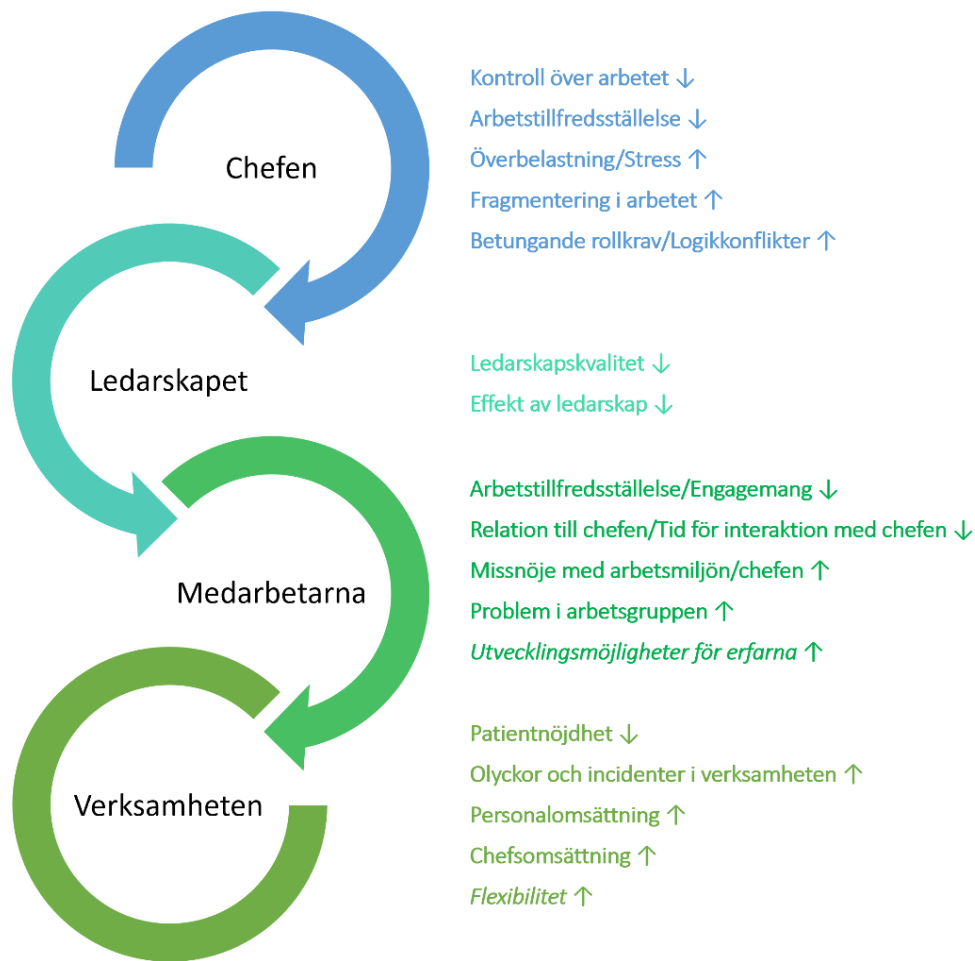 Chefen
Kontroll över arbetet ↓
Arbetstillfredsställelse ↓
Överbelastning/Stress ↑
Fragmentering i arbetet ↑
Betungande rollkrav/Logikkonflikter ↑
Ledarskapet
Ledarskapskvalitet ↓
Effekt av ledarskap ↓
Medarbetarna
Arbetstillfredsställelse/Engagemang ↓
Relation till chefen/Tid för interaktion med chefen ↓
Missnöje med arbetsmiljön/chefen ↑
Problem i arbetsgruppen ↑
Utvecklingsmöjligheter för erfarna ↑
Verksamheten
Patientnöjdhet ↓
Olyckor och incidenter i verksamheten ↑
Personalomsättning ↑
Chefsomsättning ↑
Flexibilitet ↑